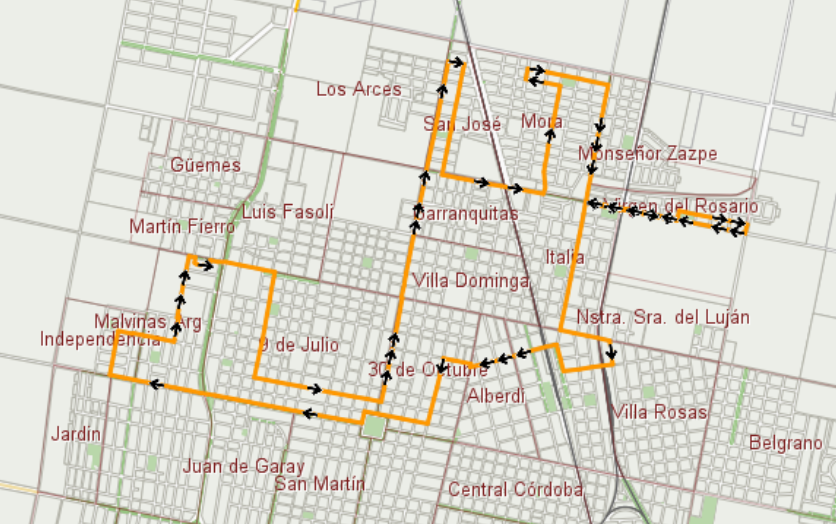 Los Arces
San José
Mora
Monseñor Zazpe
Güemes
Virgen del Rosario
Luis Fasoli
Barranquitas
Martín Fierro
Italia
Villa Dominga
Malvinas Arg
Independencia
Nstra. Sra. del Luján
9 de Julio
30 de Octubre
Alberdi
Villa Rosas
Jardín
Belgrano
Juan de Garay
San Martín
Central Córdoba